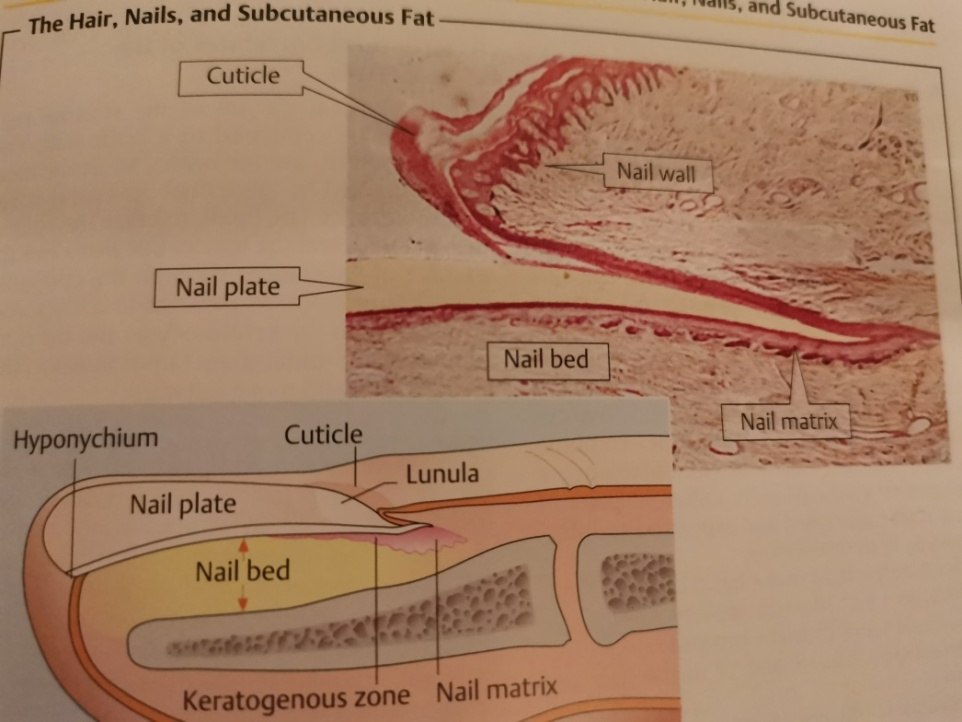 The Hair, Nails, and Subcutaneous Fat
Nails, and Subcutaneous Fat
Cuticle
Nail wall
Nail plate
Nail bed
Nail matrix
Hyponychium
Cuticle
Lunula
Nail plate
Nail bed
Keratogenous zone
Nail matrix